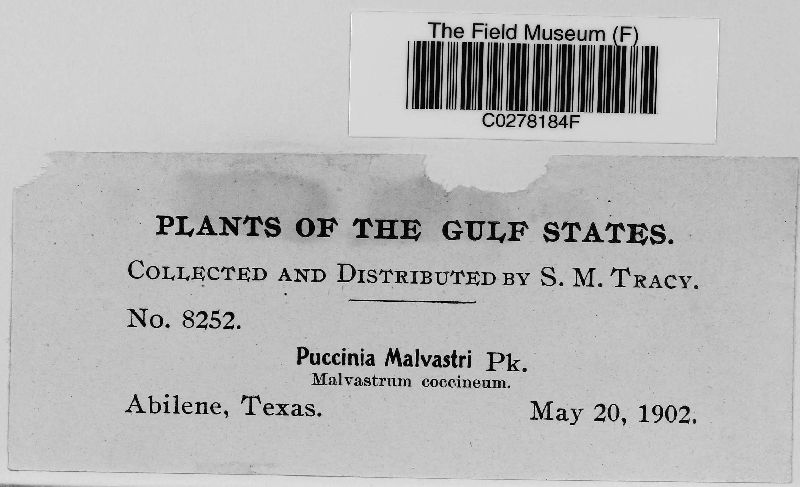 The Field Museum (F)
C0278184F
PLANTS OF THE GULF STATES.
COLLECTED AND DISTRIBUTED BY S. M. TRACY.
No. 8252.
Puccinia Malvastri Pk.
Malvastrum coccineum.
Abilene, Texas. May 20, 1902.